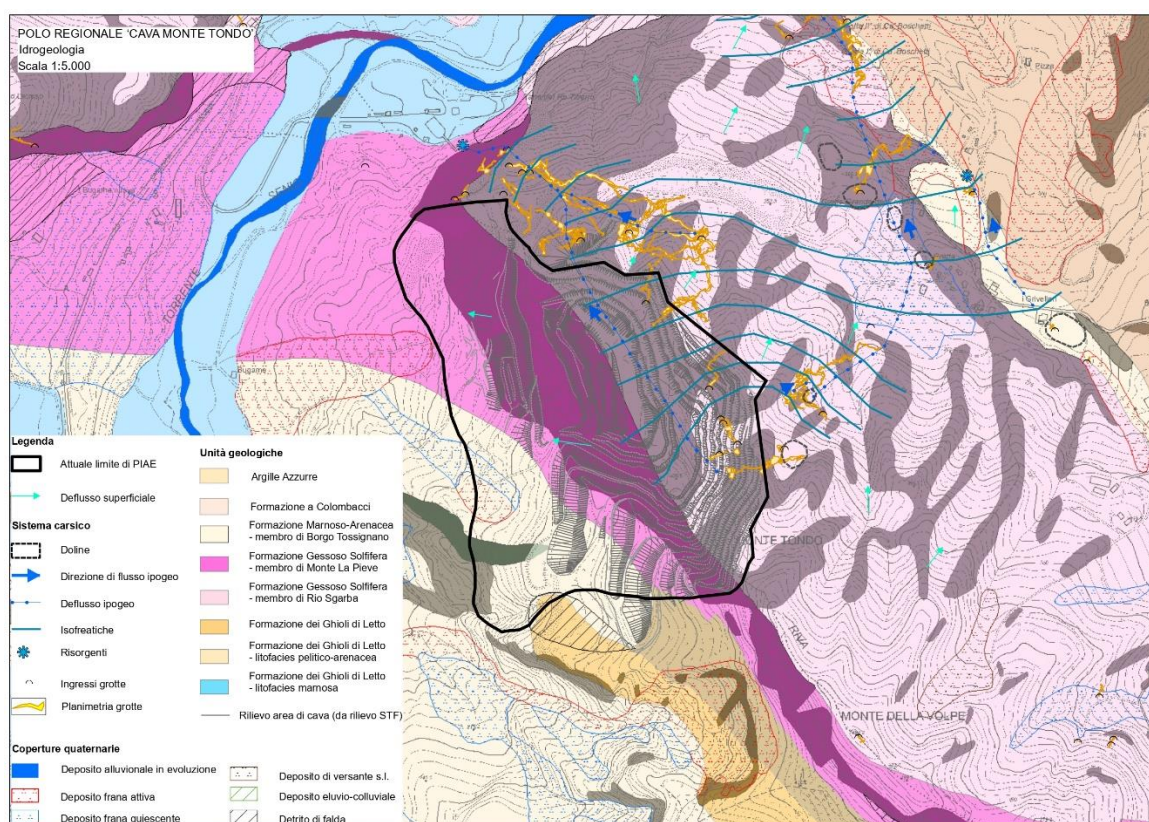 POLO REGIONALE 'CAVA MONTE TONDO'
Idrogeologia
Scala 1:5.000
TORRENTE
SENIO
MONTE TONDO
RIVA
MONTE DELLA VOLPE
I Crivellari
Legenda
Attuale limite di PIAE
Deflusso superficiale
Sistema carsico
Doline
Direzione di flusso ipogeo
Deflusso ipogeo
Isofreatiche
Risorgenti
Ingressi grotte
Planimetria grotte
Unità geologiche
Argille Azzurre
Formazione a Colombacci
Formazione Marnoso-Arenacea
- membro di Borgo Tossignano
Formazione Gessoso Solfifera
- membro di Monte La Pieve
Formazione Gessoso Solfifera
- membro di Rio Sgarba
Formazione dei Ghioli di Letto
Formazione dei Ghioli di Letto
- litofacies pelitico-arenacea
Formazione dei Ghioli di Letto
- litofacies marnosa
Rilievo area di cava (da rilievo STF)
Coperture quaternarie
Deposito alluvionale in evoluzione
Deposito frana attiva
Deposito frana quiescente
Deposito di versante s.l.
Deposito eluvio-colluviale
Detrito di falda